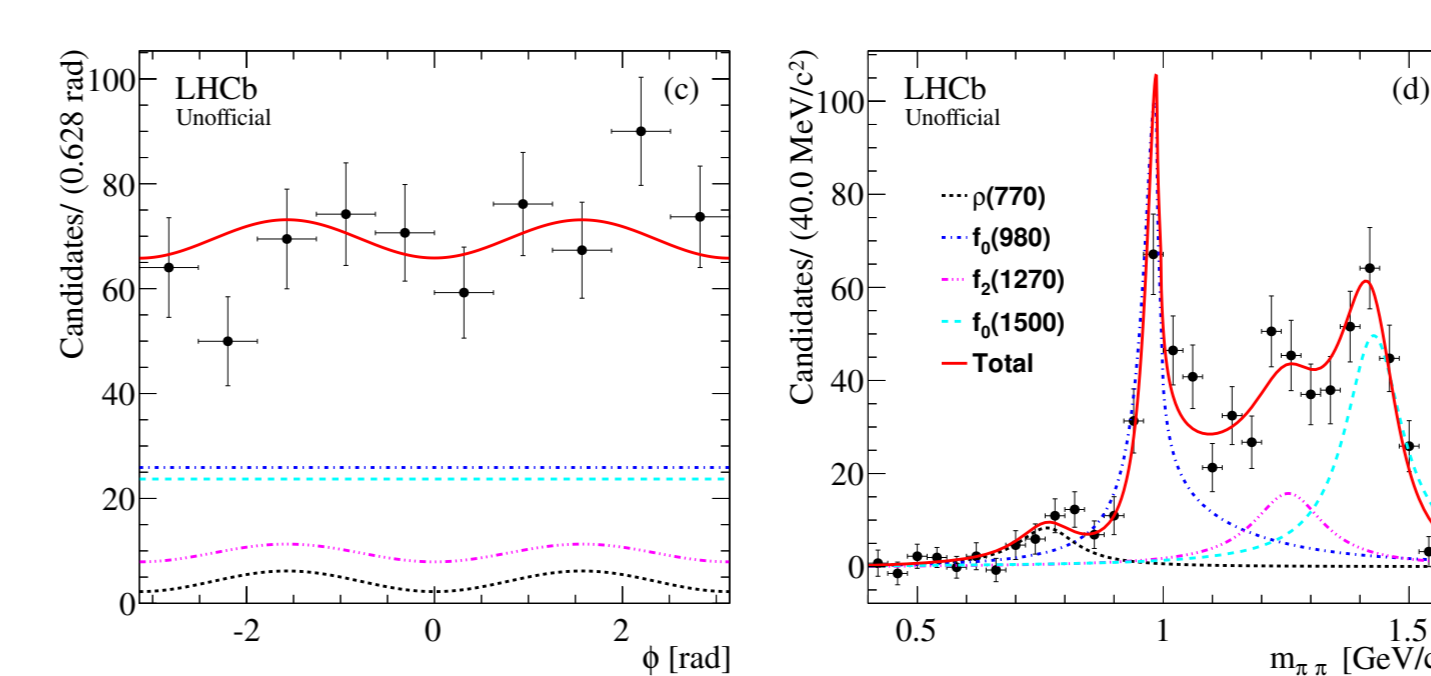 Candidates/ (0.628 rad)
100
80
60
40
20
0
LHCb
Unofficial
(c)
-2 0 2
ϕ [rad]
Candidates/ (40.0 MeV/c²)
100
80
60
40
20
0
LHCb
Unofficial
(d)
ρ(770)
f₀(980)
f₂(1270)
f₀(1500)
Total
0.5 1 1.5
m_{π π} [GeV/c